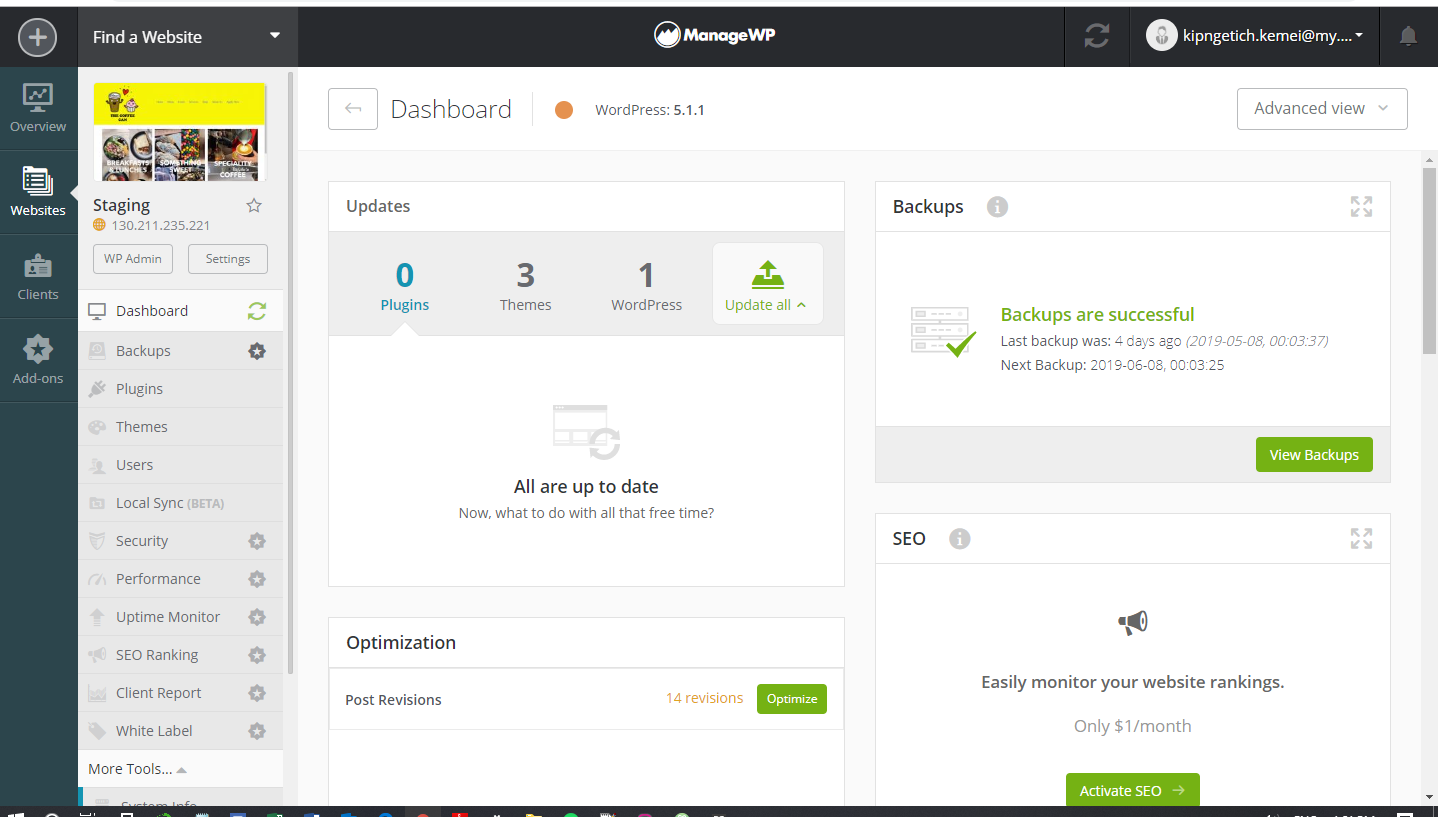 Find a Website
ManageWP
kipngetich.kemei@my....
Overview
Websites
Clients
Add-ons
THE COFFEE
BREAKFASTS
& LUNCHES
SOMETHING
SWEET
SPECIALITY
COFFEE
Staging
130.211.235.221
WP Admin
Settings
Dashboard
Backups
Plugins
Themes
Users
Local Sync (BETA)
Security
Performance
Uptime Monitor
SEO Ranking
Client Report
White Label
More Tools...
System Info
Dashboard
WordPress: 5.1.1
Advanced view
Updates
0
Plugins
3
Themes
1
WordPress
Update all
All are up to date
Now, what to do with all that free time?
Optimization
Post Revisions
14 revisions
Optimize
Backups
Backups are successful
Last backup was: 4 days ago (2019-05-08, 00:03:37)
Next Backup: 2019-06-08, 00:03:25
View Backups
SEO
Easily monitor your website rankings.
Only $1/month
Activate SEO